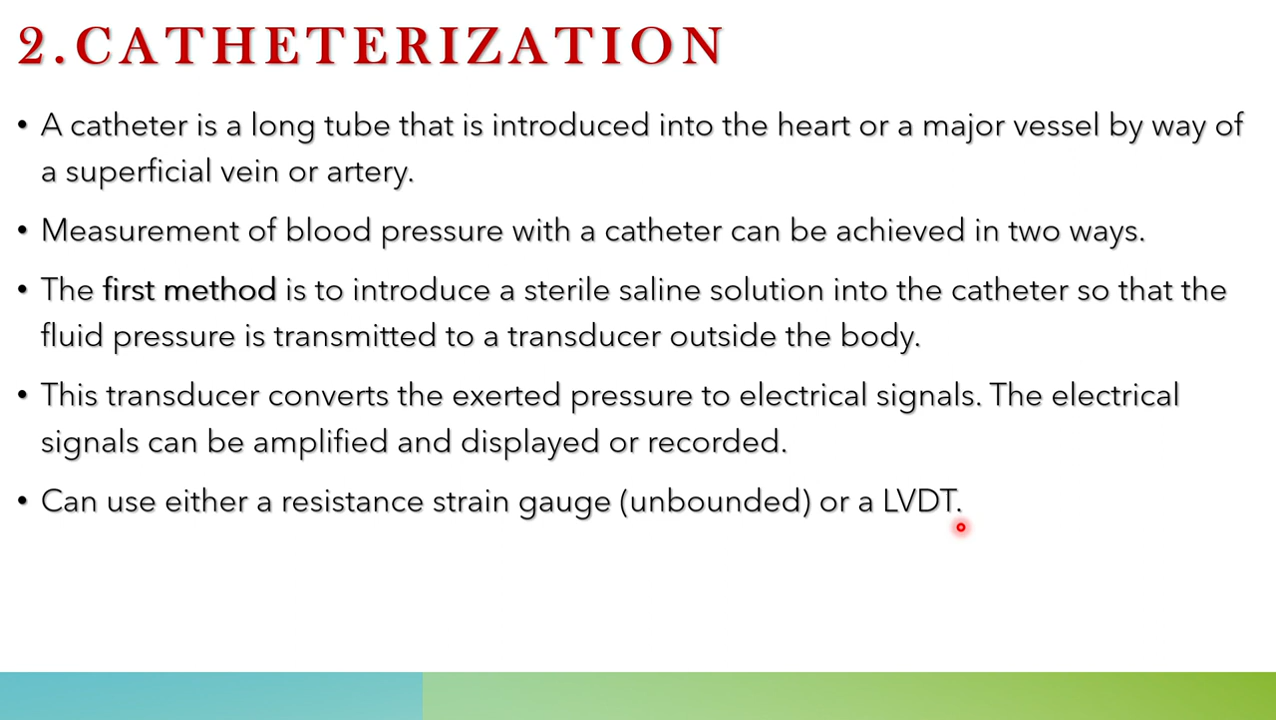 2.CATHETERIZATION
• A catheter is a long tube that is introduced into the heart or a major vessel by way of
a superficial vein or artery.
• Measurement of blood pressure with a catheter can be achieved in two ways.
• The first method is to introduce a sterile saline solution into the catheter so that the
fluid pressure is transmitted to a transducer outside the body.
• This transducer converts the exerted pressure to electrical signals. The electrical
signals can be amplified and displayed or recorded.
• Can use either a resistance strain gauge (unbounded) or a LVDT.